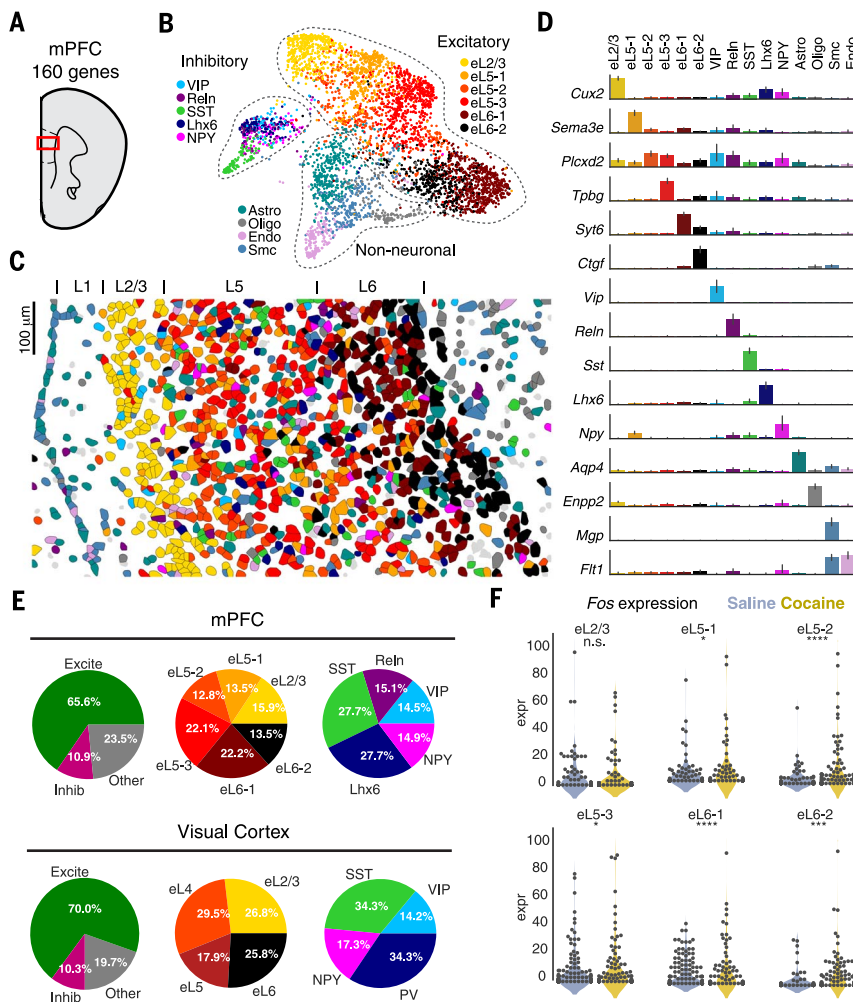 A
mPFC
160 genes
B
Inhibitory
VIP
Reln
SST
Lhx6
NPY
Excitatory
eL2/3
eL5-1
eL5-2
eL5-3
eL6-1
eL6-2
Astro
Oligo
Endo
Smc
Non-neuronal
C
L1
L2/3
L5
L6
100 µm
D
eL2/3
eL5-1
eL5-2
eL5-3
eL6-1
eL6-2
VIP
Reln
SST
Lhx6
NPY
Astro
Oligo
Smc
Endo
Cux2
Sema3e
Plcxd2
Tpbg
Syt6
Ctgf
Vip
Reln
Sst
Lhx6
Npy
Aqp4
Enpp2
Mgp
Flt1
E
mPFC
Excite
65.6%
10.9%
23.5%
Inhib
Other
eL5-2
eL5-1
eL2/3
12.8%
13.5%
15.9%
22.1%
22.2%
13.5%
eL5-3
eL6-1
eL6-2
SST
Reln
VIP
27.7%
15.1%
14.5%
27.7%
14.9%
Lhx6
NPY
Visual Cortex
Excite
70.0%
10.3%
19.7%
Inhib
Other
eL4
eL2/3
29.5%
26.8%
17.9%
25.8%
eL5
eL6
SST
VIP
34.3%
14.2%
17.3%
34.3%
NPY
PV
F
Fos expression
Saline Cocaine
eL2/3
n.s.
eL5-1
*
eL5-2
****
expr
100
80
60
40
20
0
eL5-3
*
eL6-1
****
eL6-2
***
expr
100
80
60
40
20
0